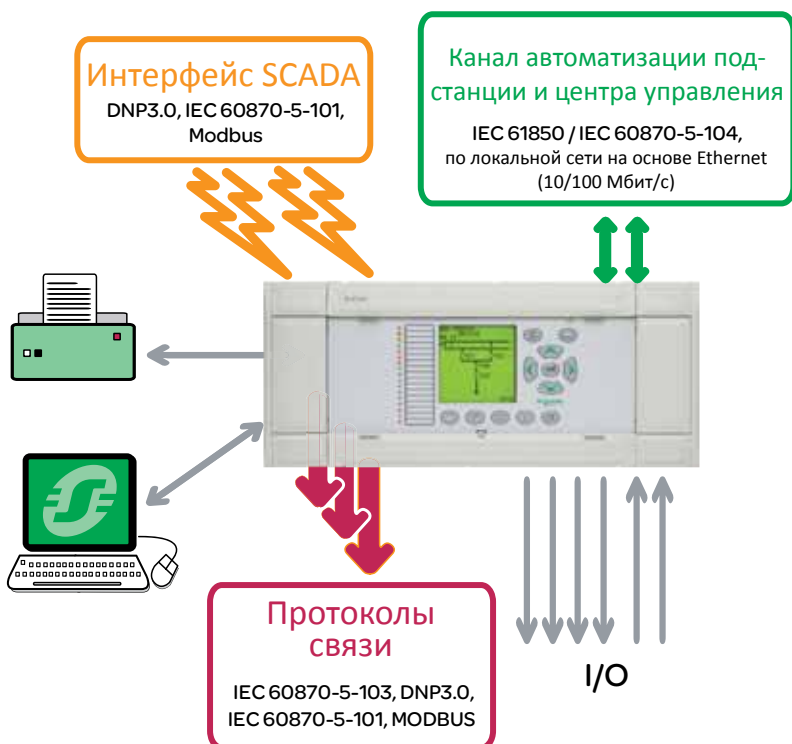 Интерфейс SCADA
DNP3.0, IEC 60870-5-101,
Modbus
Канал автоматизации под-
станции и центра управления
IEC 61850 / IEC 60870-5-104,
по локальной сети на основе Ethernet
(10/100 Мбит/с)
Протоколы
связи
IEC 60870-5-103, DNP3.0,
IEC 60870-5-101, MODBUS
I/O